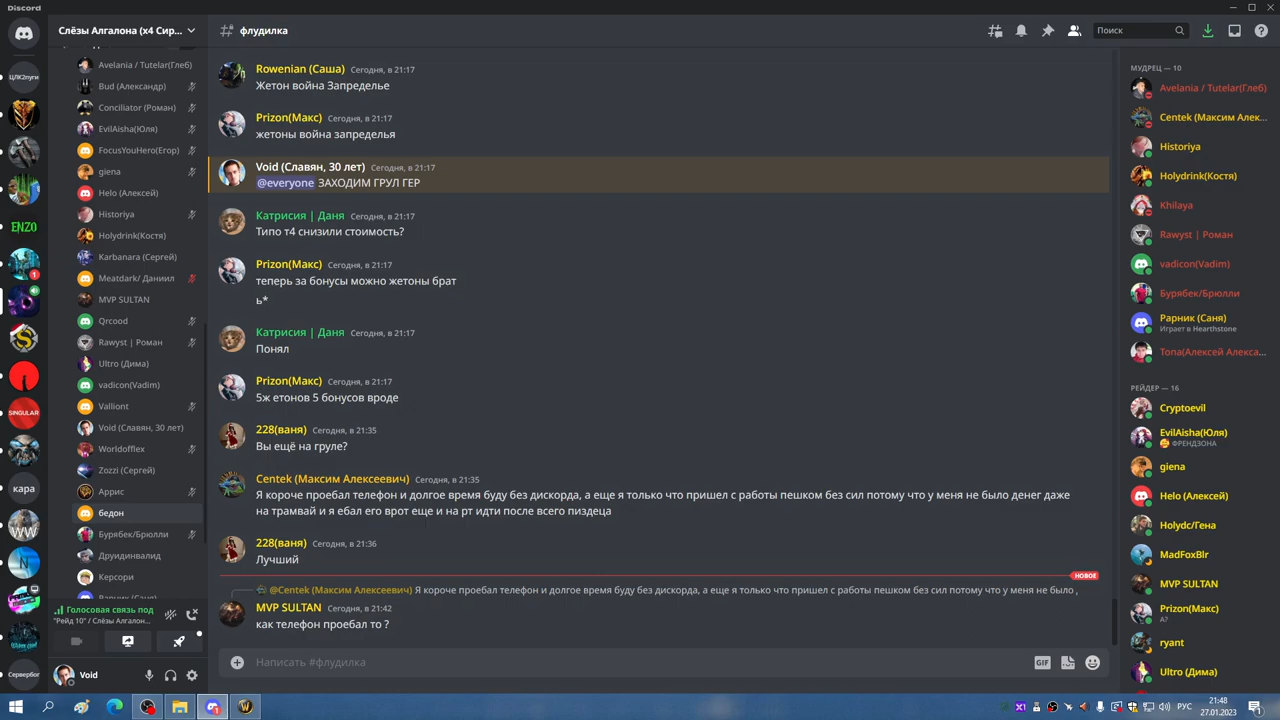 Discord
Слёзы Алгалона (x4 Сир...
флудилка
Поиск
ЦЛК2пуги
ENZO
1
SINGULAR
кара
WW
Сервербог
Avelania / Tutelar(Глеб)
Bud (Александр)
Conciliator (Роман)
EvilAisha(Юля)
FocusYouHero(Егор)
giena
Helo (Алексей)
Historiya
Holydrink(Костя)
Karbanara (Сергей)
Meatdark/ Даниил
MVP SULTAN
Qrcood
Rawyst | Роман
Ultro (Дима)
vadicon(Vadim)
Valliont
Void (Славян, 30 лет)
Worldofflex
Zozzi (Сергей)
Аррис
бедон
Бурябек/Брюлли
Друидинвалид
Керсори
Рарник (Саня)
Голосовая связь под
"Рейд 10" / Слёзы Алгалон...
Void
Rowenian (Саша) Сегодня, в 21:17
Жетон война Запределье
Prizon(Макс) Сегодня, в 21:17
жетоны война запределья
Void (Славян, 30 лет) Сегодня, в 21:17
@everyone ЗАХОДИМ ГРУЛ ГЕР
Катрисия | Даня Сегодня, в 21:17
Типо т4 снизили стоимость?
Prizon(Макс) Сегодня, в 21:17
теперь за бонусы можно жетоны брат
ь*
Катрисия | Даня Сегодня, в 21:17
Понял
Prizon(Макс) Сегодня, в 21:17
5ж етонов 5 бонусов вроде
228(ваня) Сегодня, в 21:35
Вы ещё на груле?
Centek (Максим Алексеевич) Сегодня, в 21:35
Я короче проебал телефон и долгое время буду без дискорда, а еще я только что пришел с работы пешком без сил потому что у меня не было денег даже
на трамвай и я ебал его врот еще и на рт идти после всего пиздеца
228(ваня) Сегодня, в 21:36
Лучший
НОВОЕ
@Centek (Максим Алексеевич) Я короче проебал телефон и долгое время буду без дискорда, а еще я только что пришел с работы пешком без сил потому что у меня не было ,
MVP SULTAN Сегодня, в 21:42
как телефон проебал то ?
Написать #флудилка
GIF
МУДРЕЦ — 10
Avelania / Tutelar(Глеб)
Centek (Максим Алек...
Historiya
Holydrink(Костя)
Khilaya
Rawyst | Роман
vadicon(Vadim)
Бурябек/Брюлли
Рарник (Саня)
Играет в Hearthstone
Топа(Алексей Алекса...
РЕЙДЕР — 16
Cryptoevil
EvilAisha(Юля)
ФРЕНДЗОНА
giena
Helo (Алексей)
Holydc/Гена
MadFoxBlr
MVP SULTAN
Prizon(Макс)
А?
ryant
Ultro (Дима)
X1
РУС
21:48
27.01.2023
1